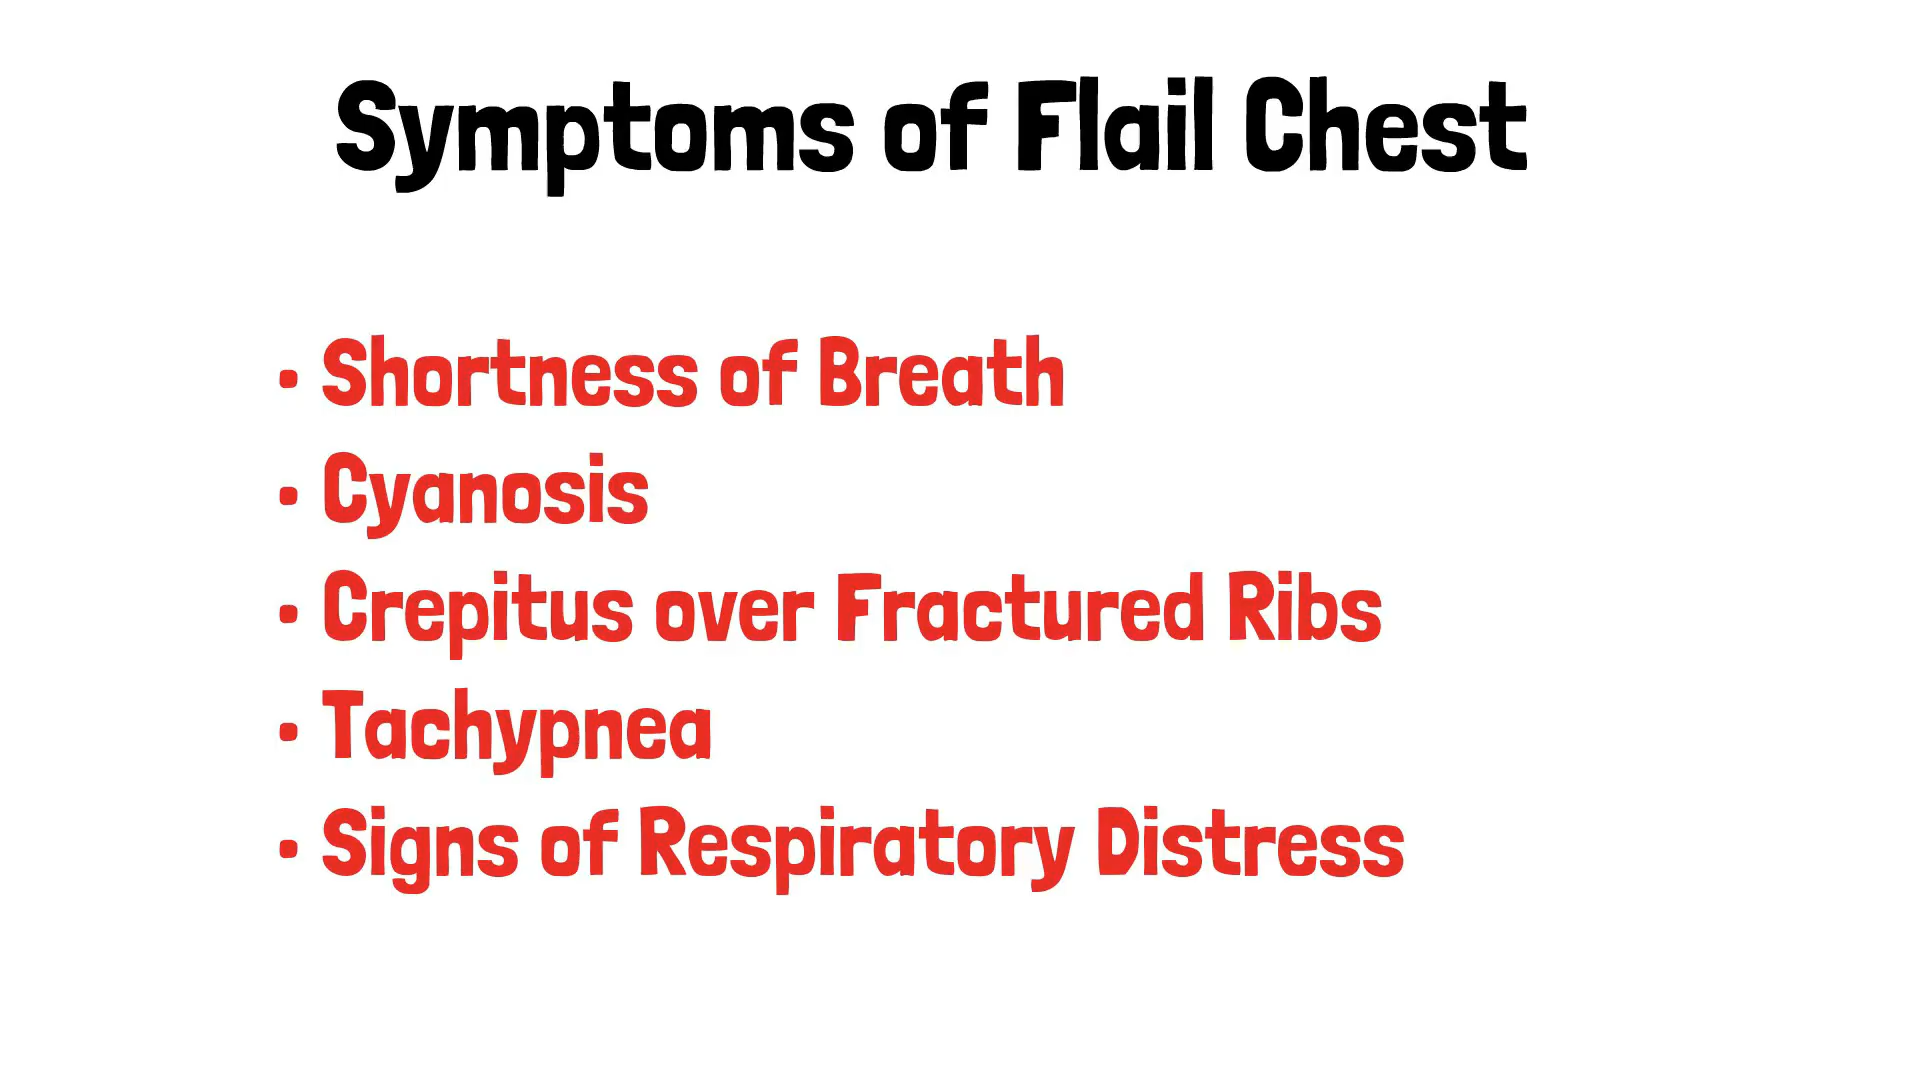 Symptoms of Flail Chest
• Shortness of Breath
• Cyanosis
• Crepitus over Fractured Ribs
• Tachypnea
• Signs of Respiratory Distress